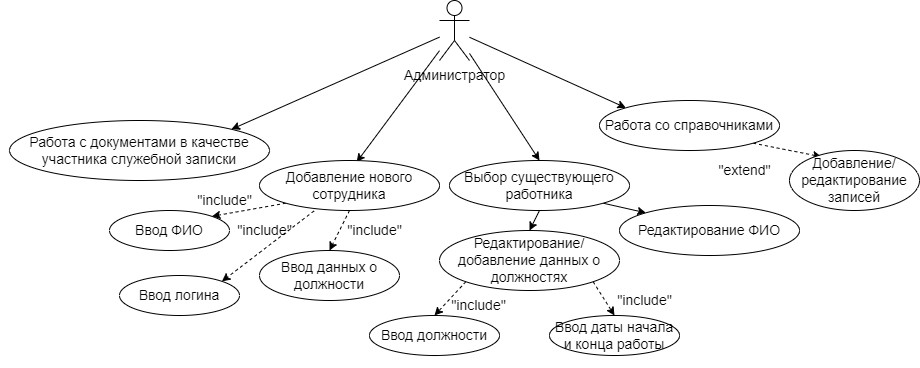 Администратор
Работа с документами в качестве
участника служебной записки
Добавление нового
сотрудника
Выбор существующего
работника
Работа со справочниками
"extend"
Добавление/
редактирование
записей
"include"
Ввод ФИО
"include"
Ввод логина
"include"
Ввод данных о
должности
Редактирование/
добавление данных о
должностях
Редактирование ФИО
"include"
Ввод должности
"include"
Ввод даты начала
и конца работы